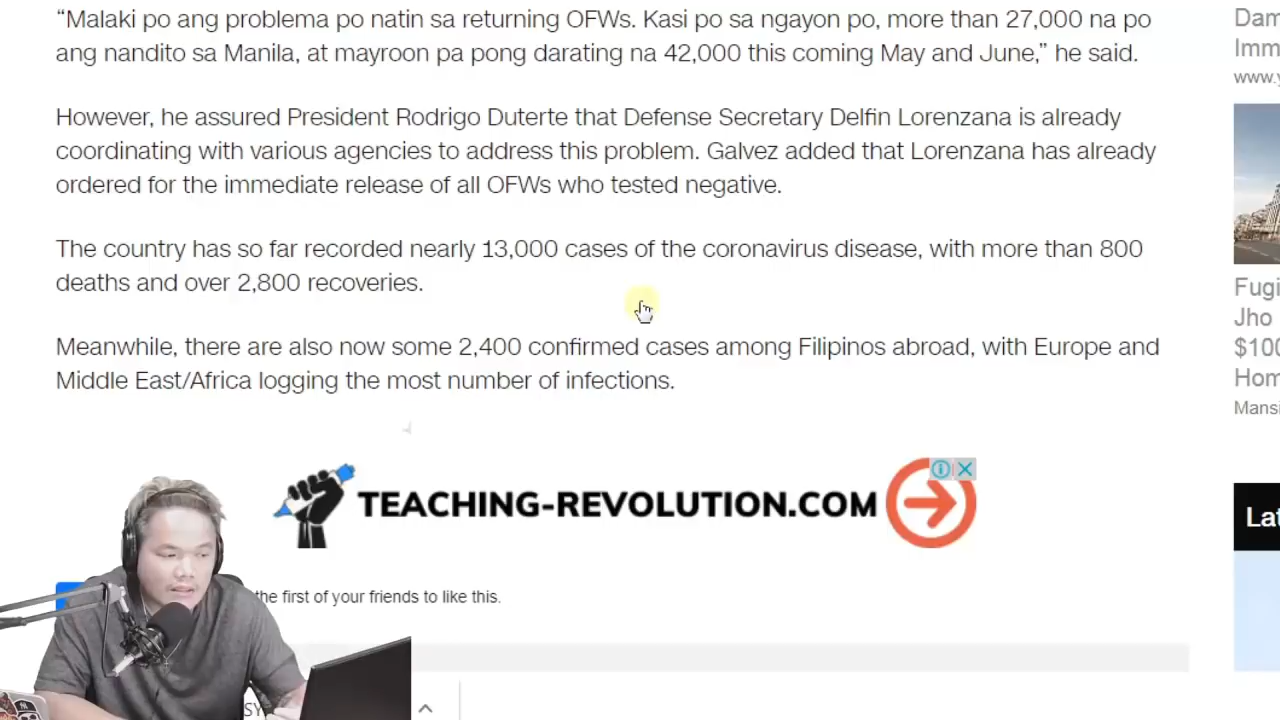 “Malaki po ang problema po natin sa returning OFWs. Kasi po sa ngayon po, more than 27,000 na po
ang nandito sa Manila, at mayroon pa pong darating na 42,000 this coming May and June,” he said.
However, he assured President Rodrigo Duterte that Defense Secretary Delfin Lorenzana is already
coordinating with various agencies to address this problem. Galvez added that Lorenzana has already
ordered for the immediate release of all OFWs who tested negative.
The country has so far recorded nearly 13,000 cases of the coronavirus disease, with more than 800
deaths and over 2,800 recoveries.
Meanwhile, there are also now some 2,400 confirmed cases among Filipinos abroad, with Europe and
Middle East/Africa logging the most number of infections.
TEACHING-REVOLUTION.COM
the first of your friends to like this.
SY
Dam
Imm
www.y
Fugi
Jho
$100
Hom
Mansi
Lat